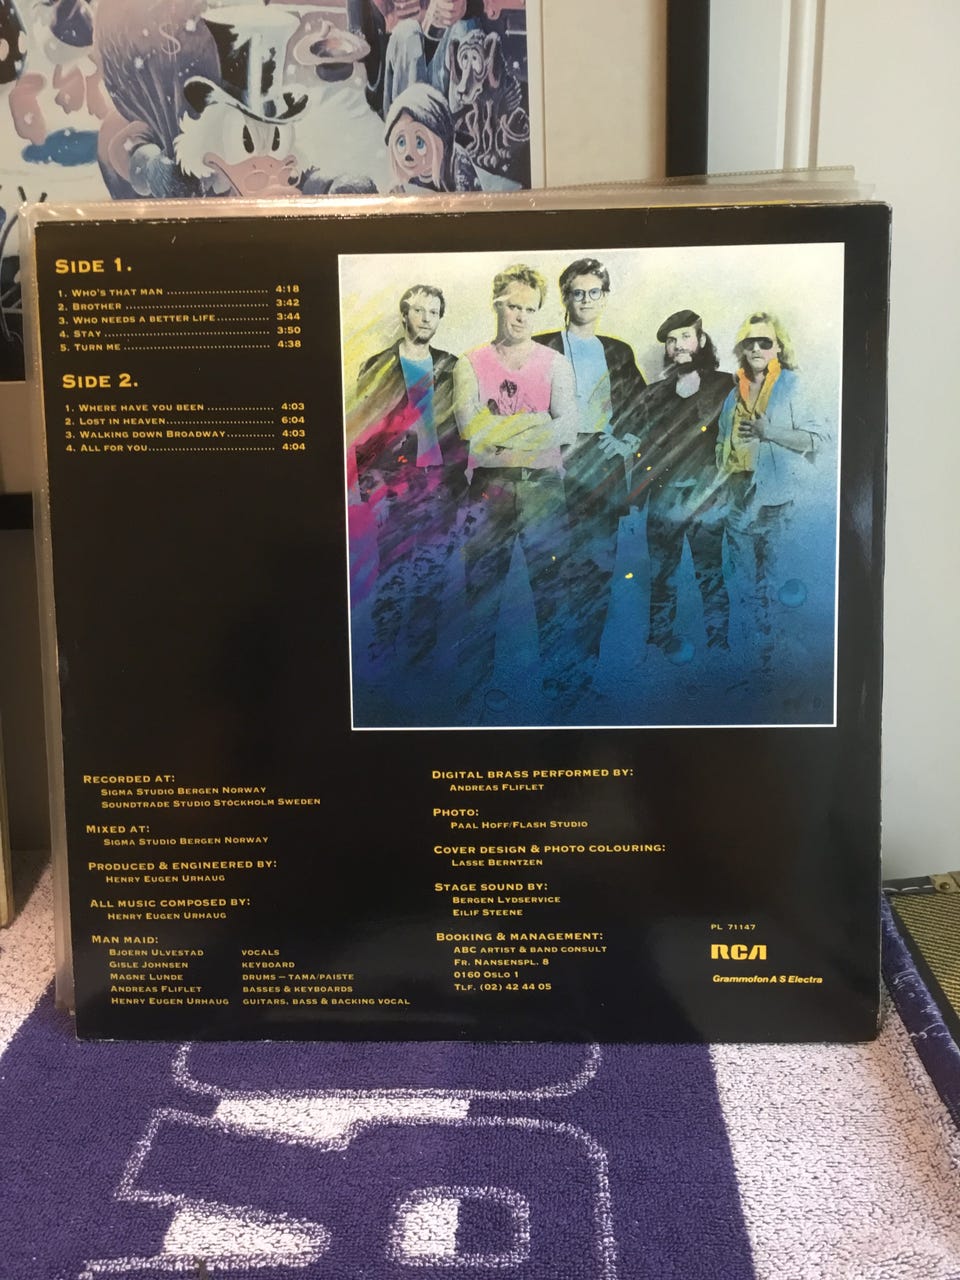 SIDE 1.
1. WHO'S THAT MAN ........................... 4:18
2. BROTHER ........................................ 3:42
3. WHO NEEDS A BETTER LIFE.............. 3:44
4. STAY .............................................. 3:50
5. TURN ME ........................................ 4:38
SIDE 2.
1. WHERE HAVE YOU BEEN .................. 4:03
2. LOST IN HEAVEN............................. 6:04
3. WALKING DOWN BROADWAY............ 4:03
4. ALL FOR YOU.................................. 4:04
RECORDED AT:
SIGMA STUDIO BERGEN NORWAY
SOUNDTRADE STUDIO STOCKHOLM SWEDEN
MIXED AT:
SIGMA STUDIO BERGEN NORWAY
PRODUCED & ENGINEERED BY:
HENRY EUGEN URHAUG
ALL MUSIC COMPOSED BY:
HENRY EUGEN URHAUG
MAN MAID:
BJOERN ULVESTAD VOCALS
GISLE JOHNSEN KEYBOARD
MAGNE LUNDE DRUMS – TAMA/PAISTE
ANDREAS FLIFLET BASSES & KEYBOARDS
HENRY EUGEN URHAUG GUITARS, BASS & BACKING VOCAL
DIGITAL BRASS PERFORMED BY:
ANDREAS FLIFLET
PHOTO:
PAAL HOFF/FLASH STUDIO
COVER DESIGN & PHOTO COLOURING:
LASSE BERNTZEN
STAGE SOUND BY:
BERGEN LYDSERVICE
EILIF STEENE
BOOKING & MANAGEMENT:
ABC ARTIST & BAND CONSULT
FR. NANSENSPL. 8
0160 OSLO 1
TLF. (02) 42 44 05
PL 71147
RCA
Grammofon A S Electra
$